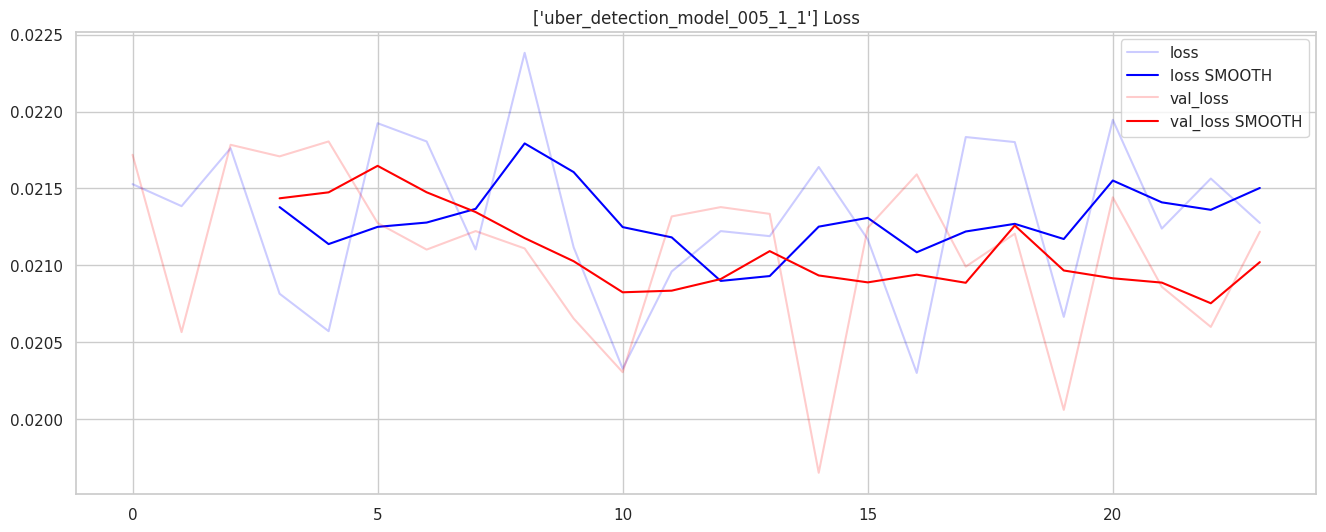 ['uber_detection_model_005_1_1'] Loss
0.0225
0.0220
0.0215
0.0210
0.0205
0.0200
loss
loss SMOOTH
val_loss
val_loss SMOOTH
0
5
10
15
20